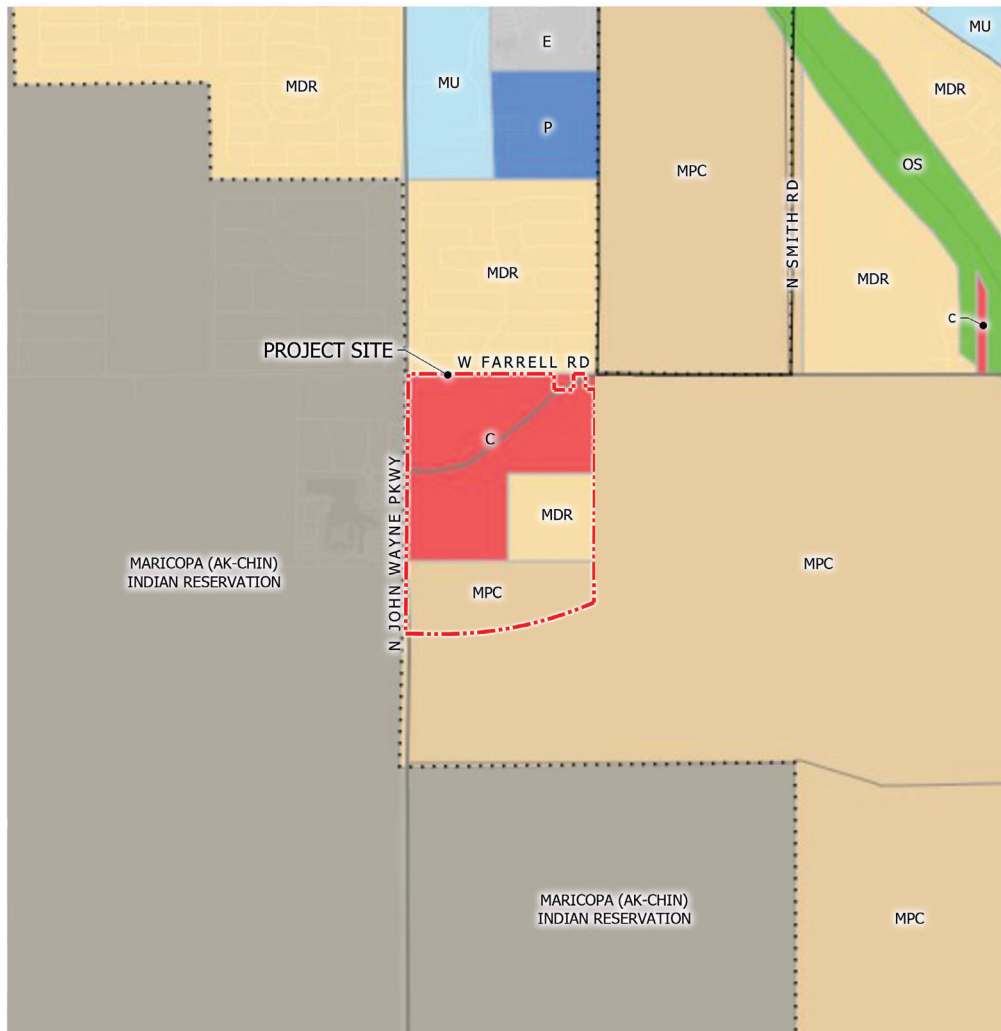 MU
E
MDR
MU
MDR
P
OS
MPC
N SMITH RD
MDR
MDR
C
PROJECT SITE
W FARRELL RD
C
MDR
N JOHN WAYNE PKWY
MARICOPA (AK-CHIN)
INDIAN RESERVATION
MPC
MPC
MARICOPA (AK-CHIN)
INDIAN RESERVATION
MPC